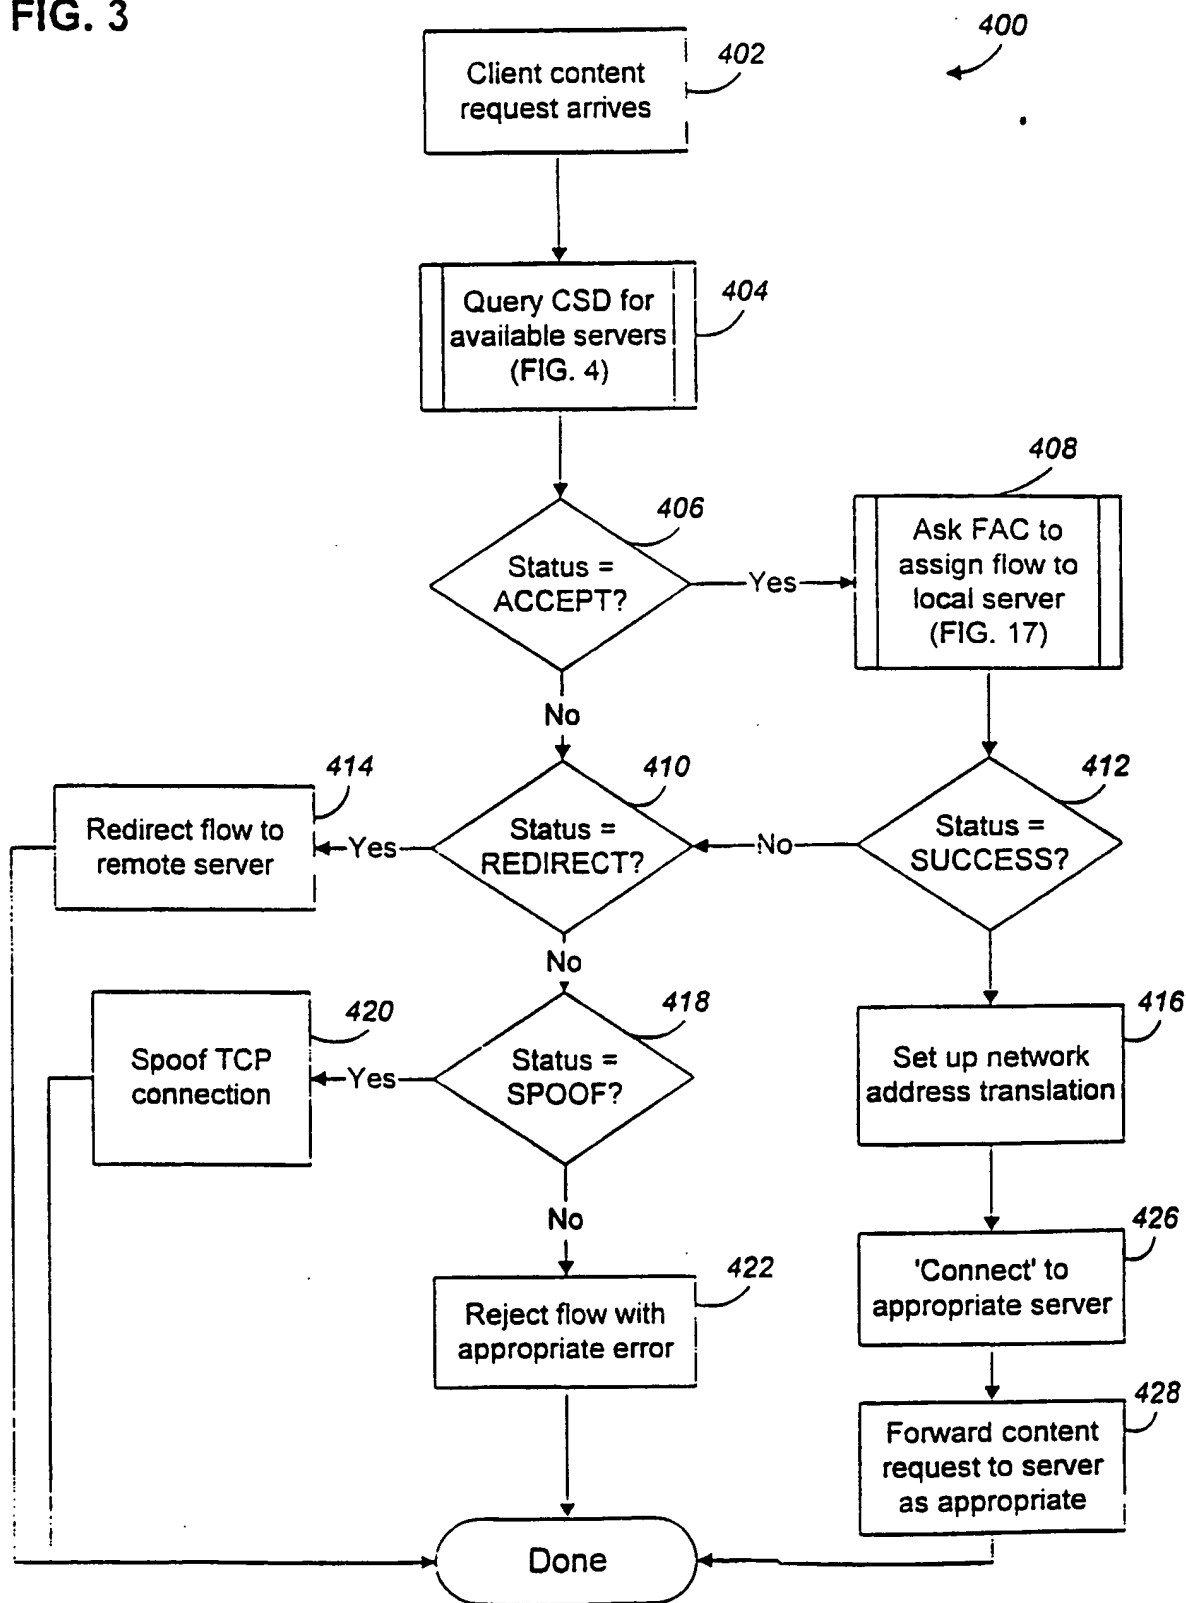 FIG. 3
400
402
Client content
request arrives
404
Query CSD for
available servers
(FIG. 4)
406
Status =
ACCEPT?
Yes
408
Ask FAC to
assign flow to
local server
(FIG. 17)
No
410
Status =
REDIRECT?
412
Status =
SUCCESS?
No
Yes
414
Redirect flow to
remote server
No
416
Set up network
address translation
418
Status =
SPOOF?
Yes
420
Spoof TCP
connection
No
422
Reject flow with
appropriate error
426
'Connect' to
appropriate server
428
Forward content
request to server
as appropriate
Done